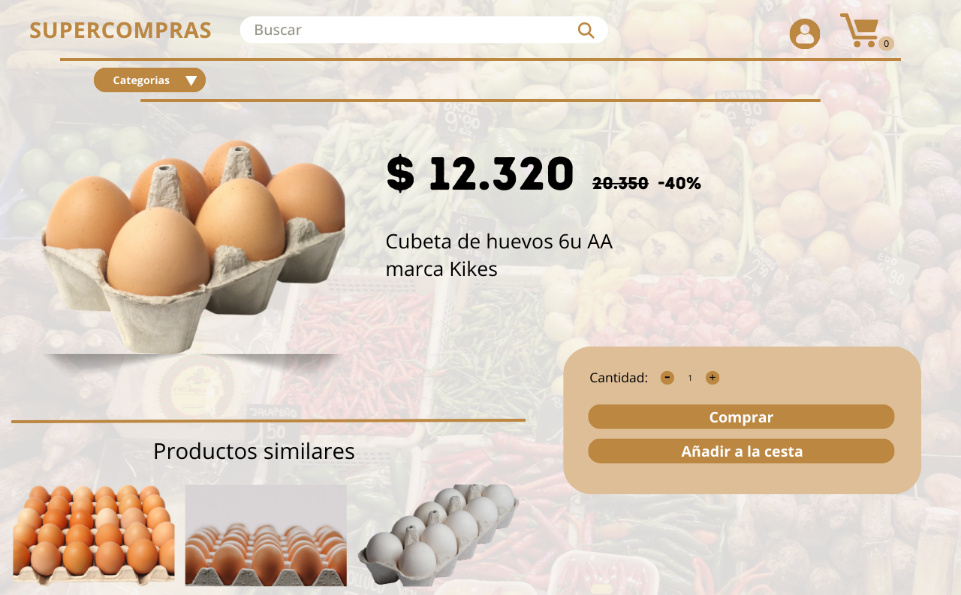 SUPERCOMPRAS
Buscar
0
Categorias
$ 12.320 20.350 -40%
Cubeta de huevos 6u AA
marca Kikes
Cantidad: - 1 +
Comprar
Añadir a la cesta
Productos similares